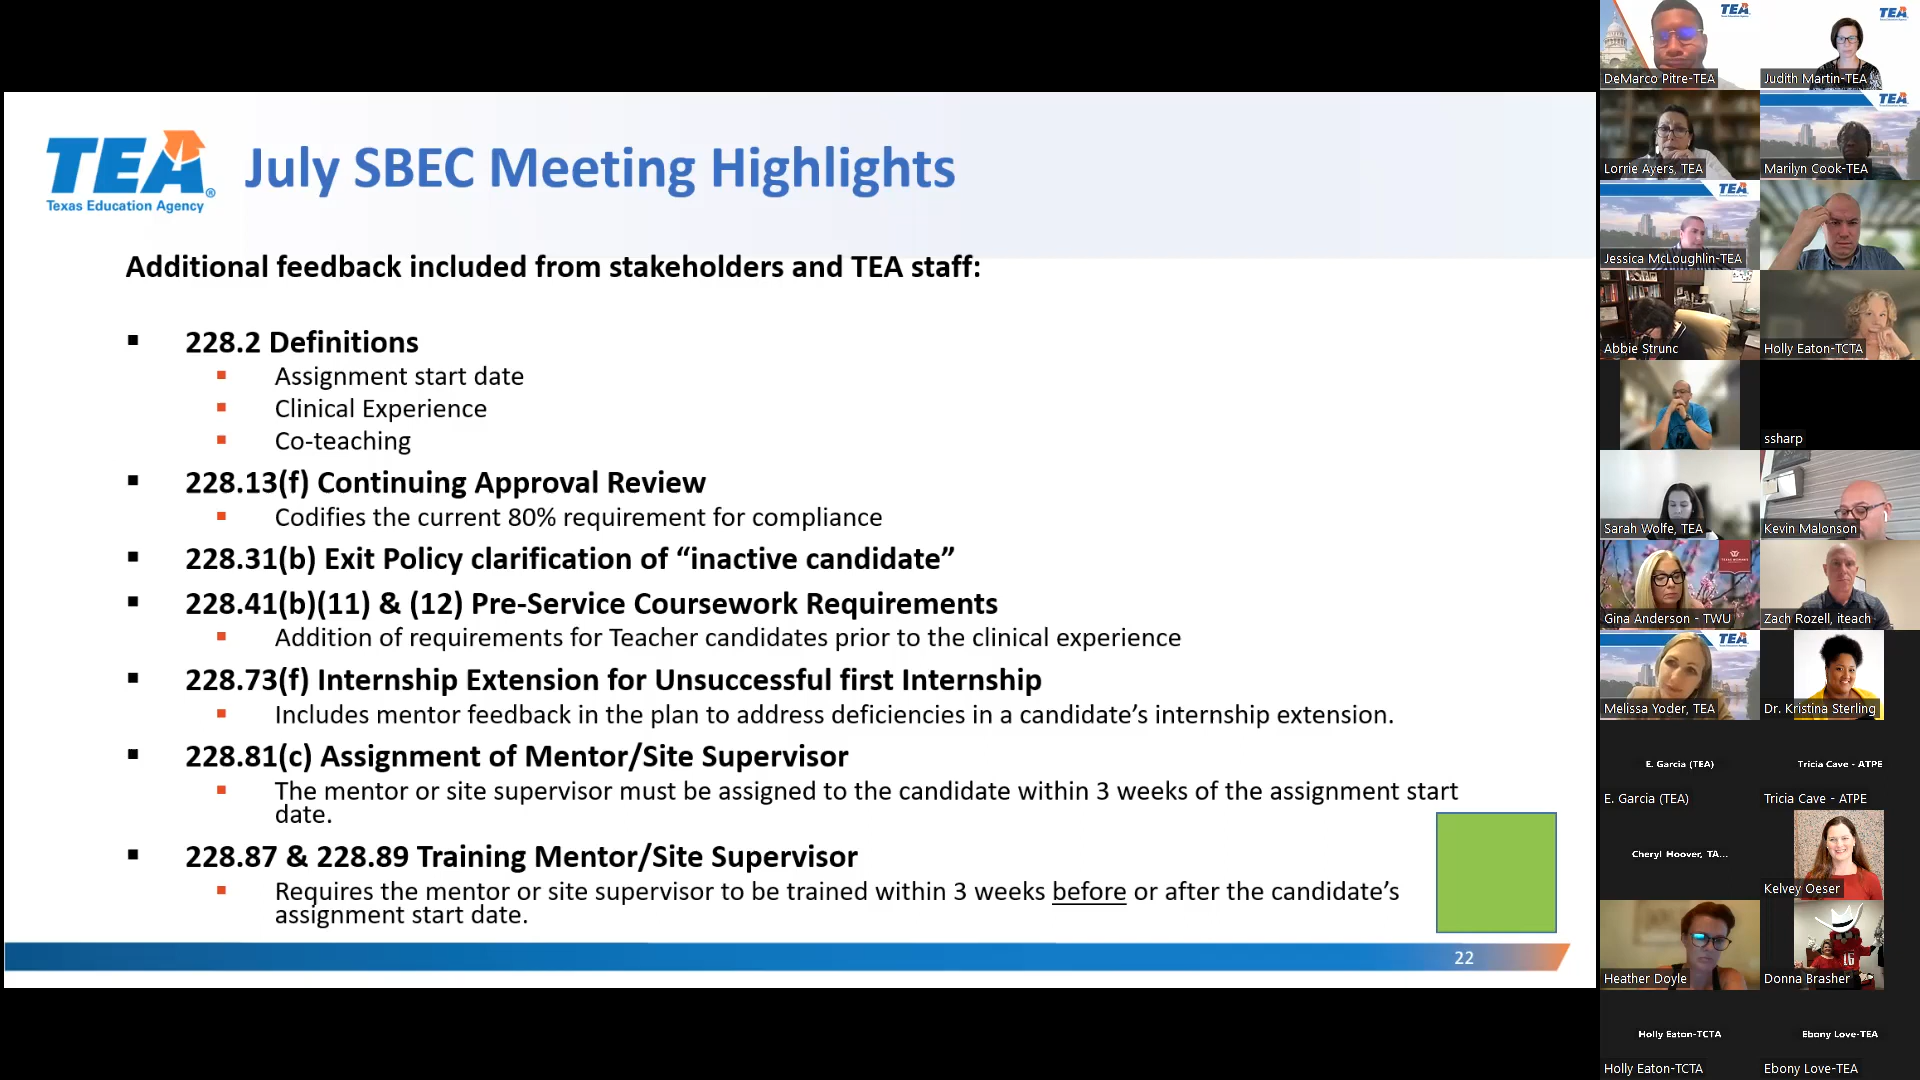 TEA
Texas Education Agency
July SBEC Meeting Highlights
Additional feedback included from stakeholders and TEA staff:
228.2 Definitions
Assignment start date
Clinical Experience
Co-teaching
228.13(f) Continuing Approval Review
Codifies the current 80% requirement for compliance
228.31(b) Exit Policy clarification of “inactive candidate”
228.41(b)(11) & (12) Pre-Service Coursework Requirements
Addition of requirements for Teacher candidates prior to the clinical experience
228.73(f) Internship Extension for Unsuccessful first Internship
Includes mentor feedback in the plan to address deficiencies in a candidate’s internship extension.
228.81(c) Assignment of Mentor/Site Supervisor
The mentor or site supervisor must be assigned to the candidate within 3 weeks of the assignment start
date.
228.87 & 228.89 Training Mentor/Site Supervisor
Requires the mentor or site supervisor to be trained within 3 weeks before or after the candidate’s
assignment start date.
22
TEA
TEA
DeMarco Pitre-TEA
Judith Martin-TEA
TEA
Lorrie Ayers, TEA
Marilyn Cook-TEA
TEA
Jessica McLoughlin-TEA
Abbie Strunc
Holly Eaton-TCTA
ssharp
Sarah Wolfe, TEA
Kevin Malonson
Gina Anderson - TWU
Zach Rozell, iteach
TEA
Melissa Yoder, TEA
Dr. Kristina Sterling
E. Garcia (TEA)
Tricia Cave - ATPE
E. Garcia (TEA)
Tricia Cave - ATPE
Cheryl Hoover, TA...
Kelvey Oeser
Heather Doyle
16
Donna Brasher
Holly Eaton-TCTA
Ebony Love-TEA
Holly Eaton-TCTA
Ebony Love-TEA